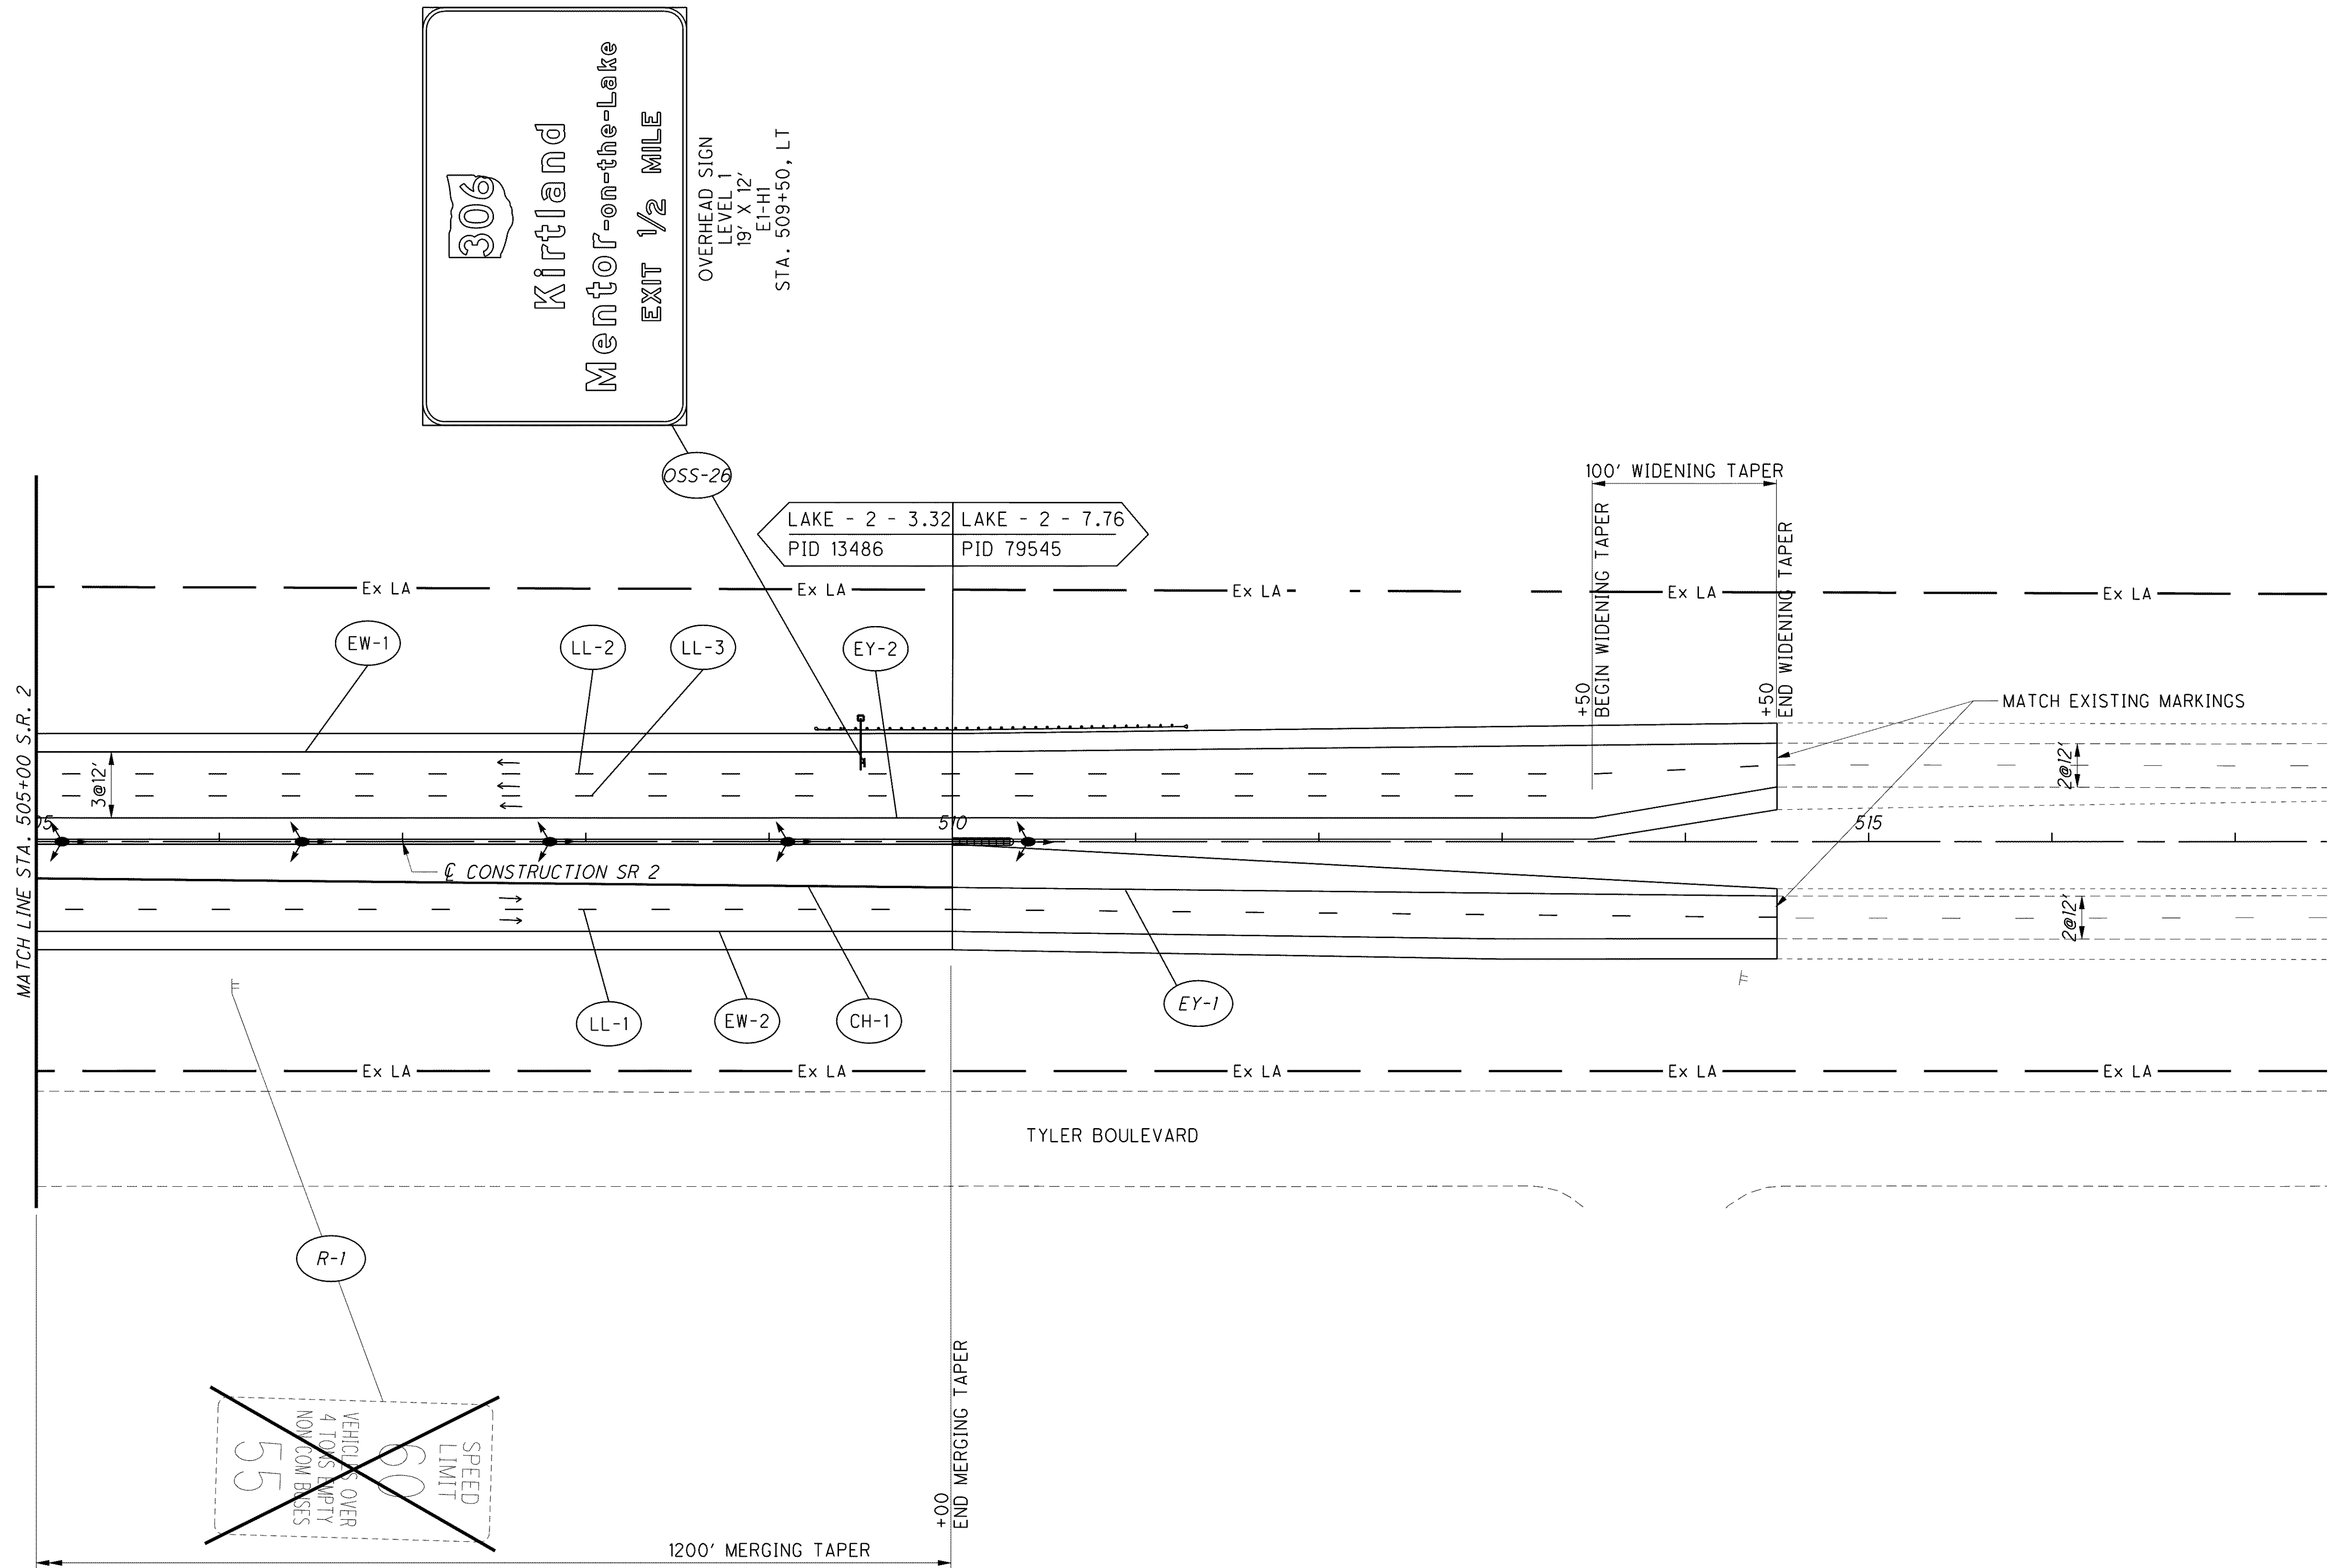 306
Kirtland
Mentor-on-the-Lake
EXIT 1/2 MILE
OVERHEAD SIGN
LEVEL 1
19' X 12'
E1-H1
STA. 509+50, LT
OSS-26
LAKE - 2 - 3.32
PID 13486
LAKE - 2 - 7.76
PID 79545
100' WIDENING TAPER
+50
BEGIN WIDENING TAPER
+50
END WIDENING TAPER
Ex LA
Ex LA
Ex LA
Ex LA
Ex LA
EW-1
LL-2
LL-3
EY-2
MATCH EXISTING MARKINGS
MATCH LINE STA. 505+00 S.R. 2
3@12'
2@12'
05
510
515
℄ CONSTRUCTION SR 2
2@12'
LL-1
EW-2
CH-1
EY-1
Ex LA
Ex LA
Ex LA
Ex LA
Ex LA
TYLER BOULEVARD
R-1
SPEED
LIMIT
60
VEHICLES OVER
4 TONS EMPTY
NON COM BUSES
55
+00
END MERGING TAPER
1200' MERGING TAPER